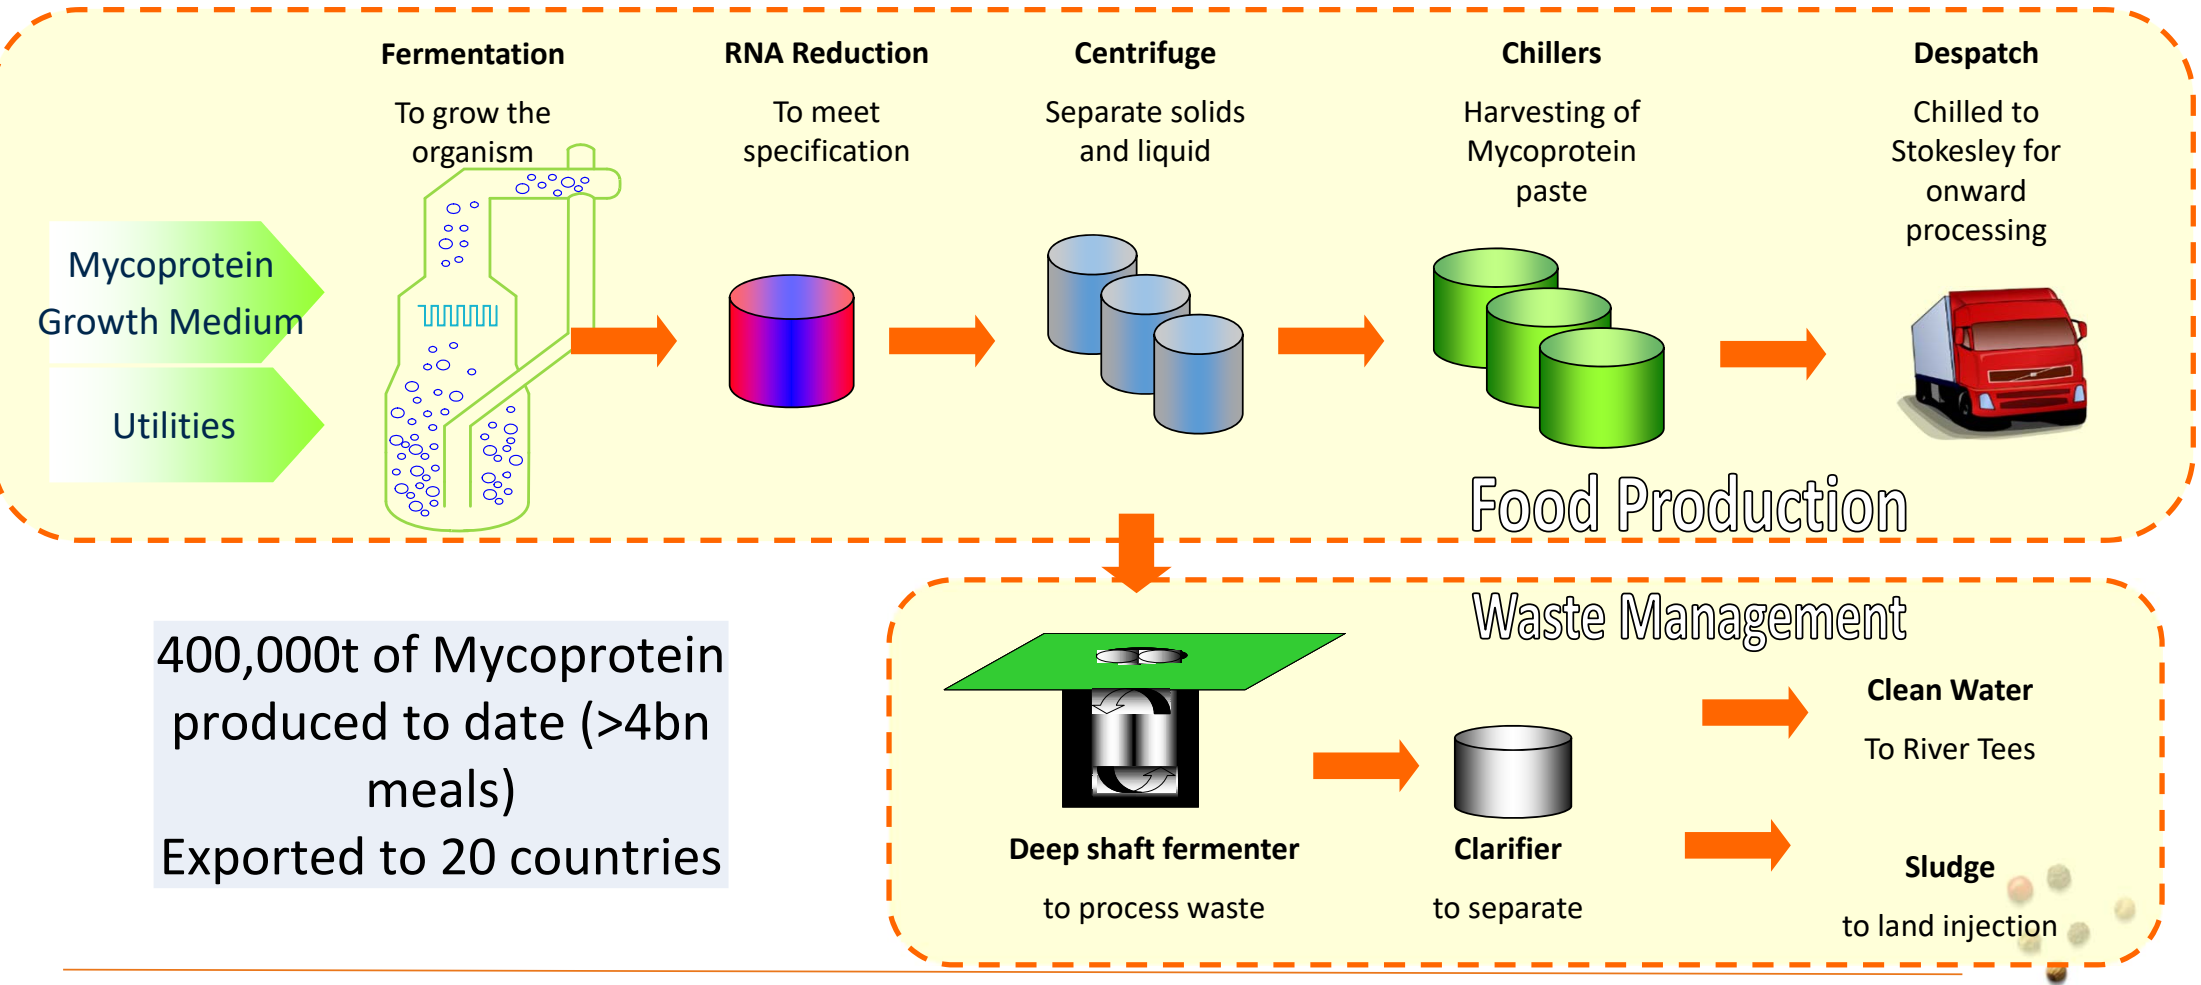 Fermentation
To grow the
organism
RNA Reduction
To meet
specification
Centrifuge
Separate solids
and liquid
Chillers
Harvesting of
Mycoprotein
paste
Despatch
Chilled to
Stokesley for
onward
processing
Mycoprotein
Growth Medium
Utilities
Food Production
400,000t of Mycoprotein
produced to date (>4bn
meals)
Exported to 20 countries
Waste Management
Deep shaft fermenter
to process waste
Clarifier
to separate
Clean Water
To River Tees
Sludge
to land injection